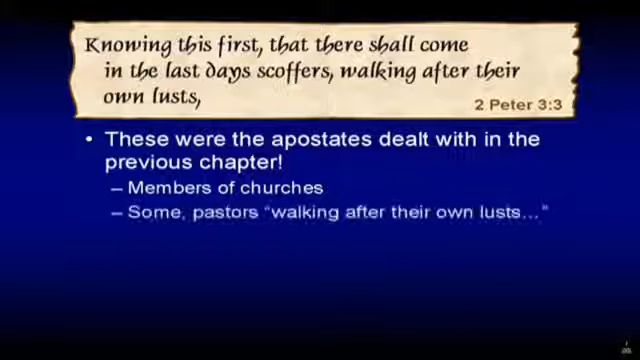 Knowing this first, that there shall come
in the last days scoffers, walking after their
own lusts,
2 Peter 3:3
• These were the apostates dealt with in the
previous chapter!
– Members of churches
– Some, pastors “walking after their own lusts...”